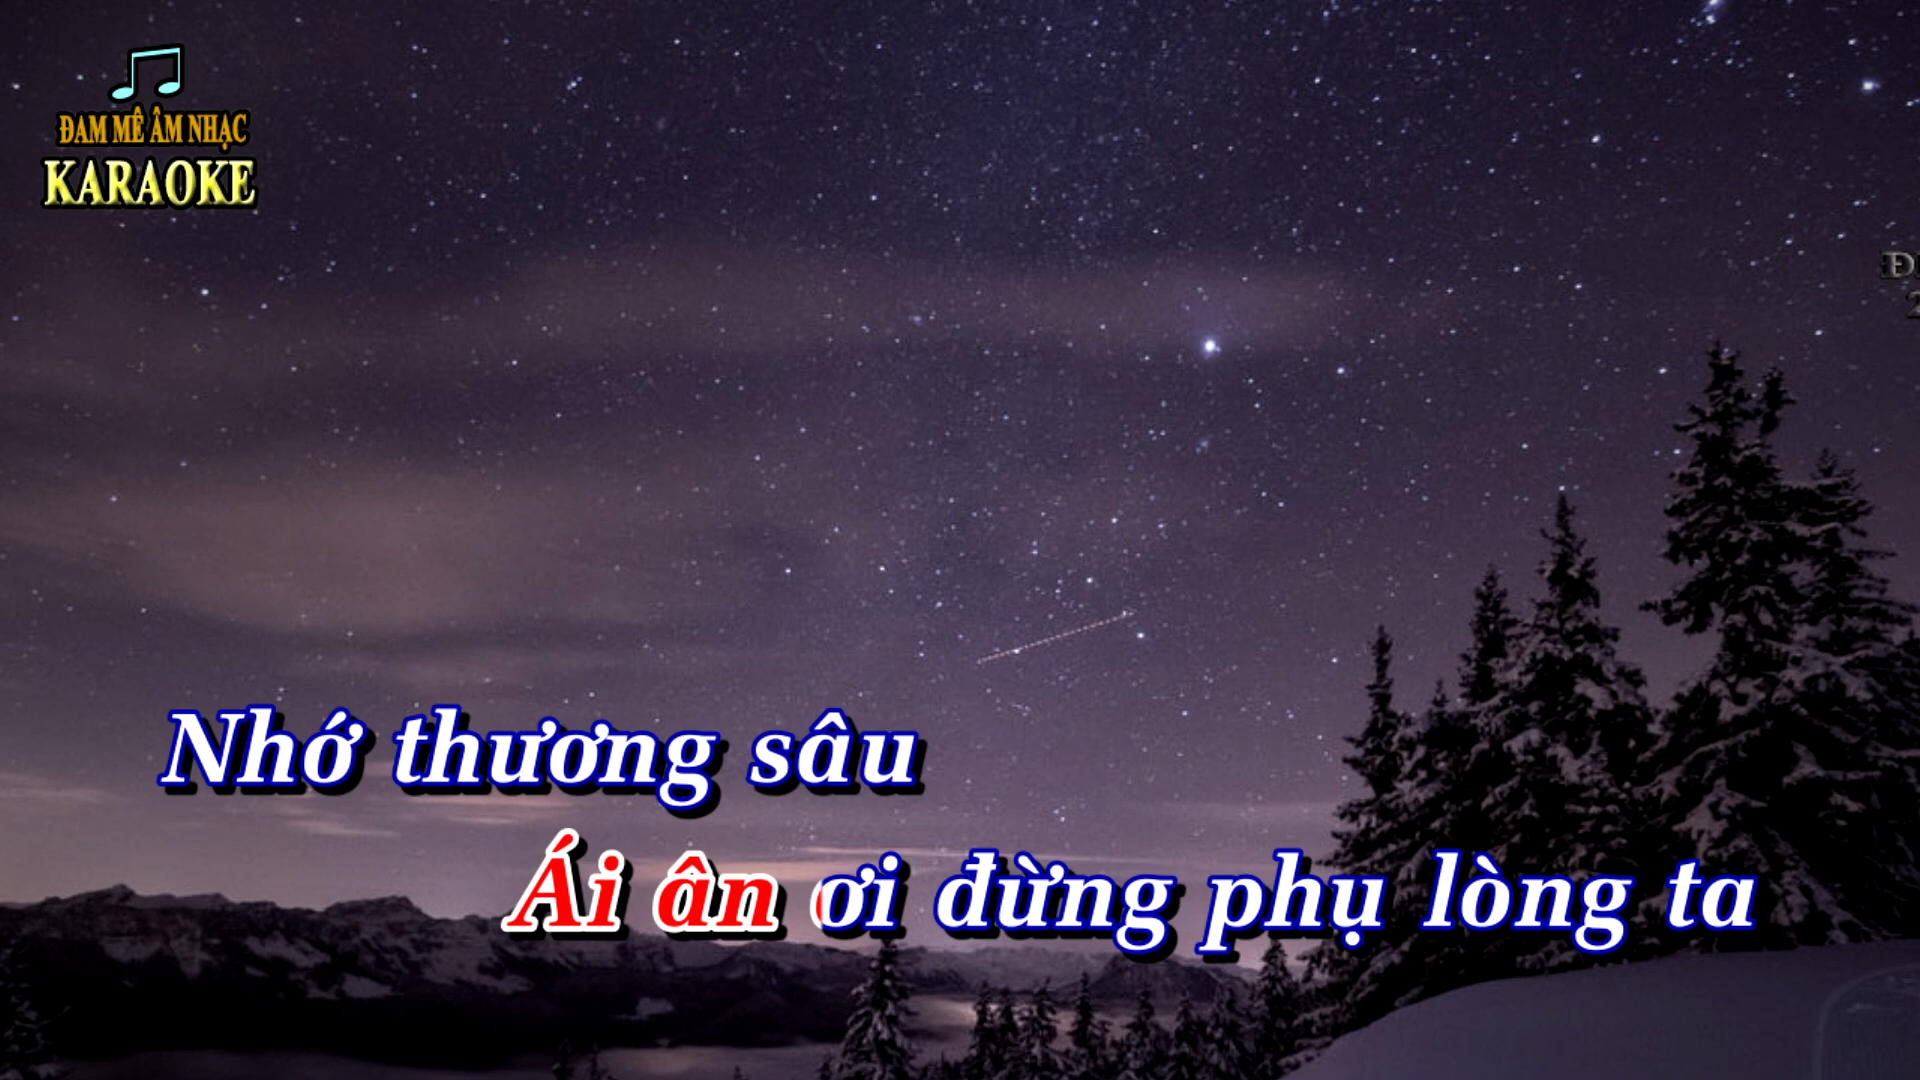 ĐAM MÊ ÂM NHẠC
KARAOKE
Nhớ thương sâu
Ái ân ơi đừng phụ lòng ta